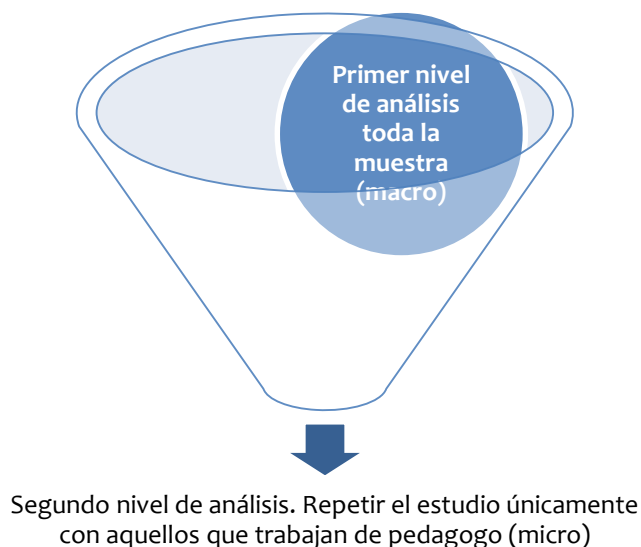 Primer nivel
de análisis
toda la
muestra
(macro)
Segundo nivel de análisis. Repetir el estudio únicamente
con aquellos que trabajan de pedagogo (micro)